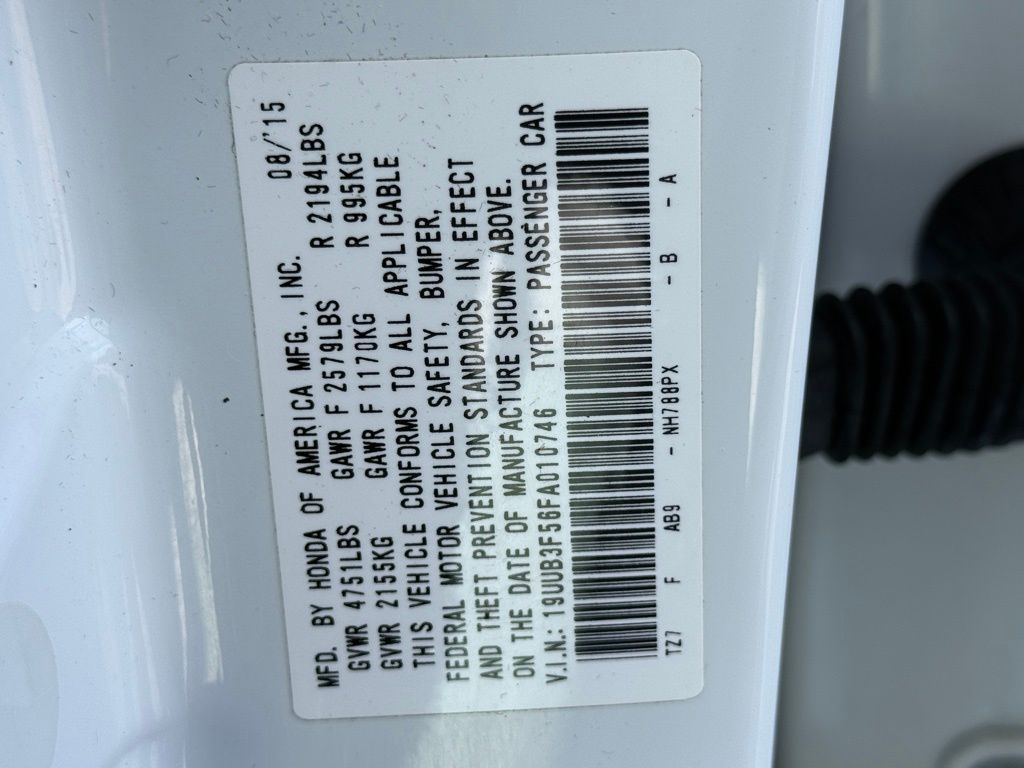 MFD. BY HONDA OF AMERICA MFG., INC. 08/'15
GVWR 4751LBS GAWR F 2579LBS R 2194LBS
GVWR 2155KG GAWR F 1170KG R 995KG
THIS VEHICLE CONFORMS TO ALL APPLICABLE
FEDERAL MOTOR VEHICLE SAFETY, BUMPER,
AND THEFT PREVENTION STANDARDS IN EFFECT
ON THE DATE OF MANUFACTURE SHOWN ABOVE.
V.I.N.: 19UUB3F56FA010746 TYPE: PASSENGER CAR
TZ7 F AB9 - NH788PX - B - A